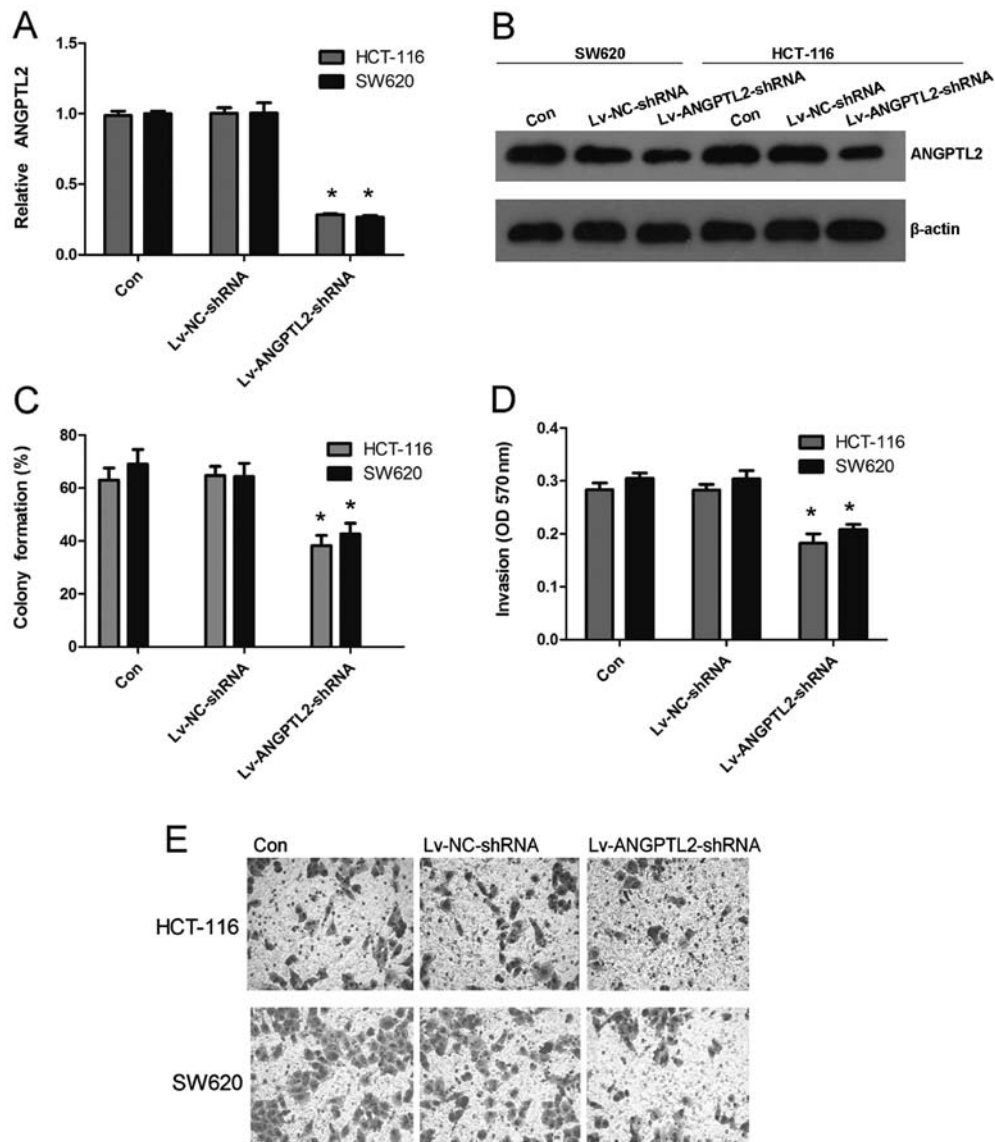 A
Relative ANGPTL2
1.5
1.0
0.5
0.0
HCT-116
SW620
* *
Con
Lv-NC-shRNA
Lv-ANGPTL2-shRNA
B
SW620 HCT-116
Con Lv-NC-shRNA Lv-ANGPTL2-shRNA Con Lv-NC-shRNA Lv-ANGPTL2-shRNA
ANGPTL2
β-actin
C
Colony formation (%)
80
60
40
20
0
HCT-116
SW620
* *
Con
Lv-NC-shRNA
Lv-ANGPTL2-shRNA
D
Invasion (OD 570 nm)
0.4
0.3
0.2
0.1
0.0
HCT-116
SW620
* *
Con
Lv-NC-shRNA
Lv-ANGPTL2-shRNA
E
Con Lv-NC-shRNA Lv-ANGPTL2-shRNA
HCT-116
SW620